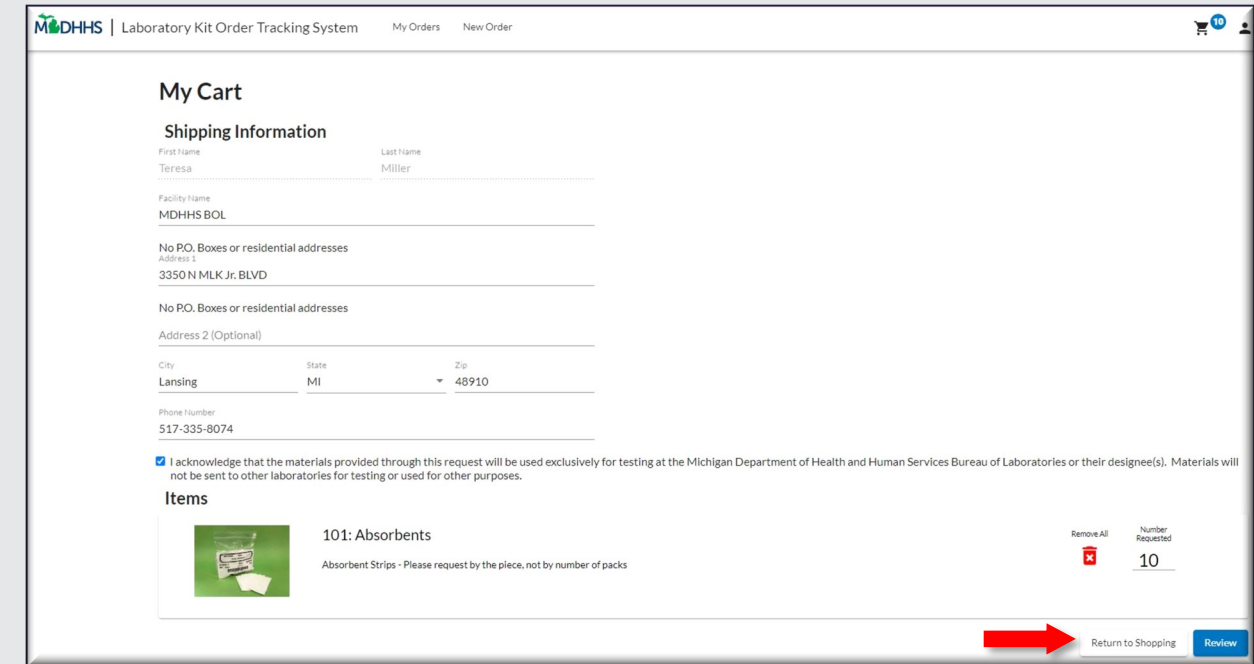 MDHHS | Laboratory Kit Order Tracking System My Orders New Order 10
My Cart
Shipping Information
First Name Last Name
Teresa Miller
Facility Name
MDHHS BOL
No P.O. Boxes or residential addresses
Address 1
3350 N MLK Jr. BLVD
No P.O. Boxes or residential addresses
Address 2 (Optional)
City State Zip
Lansing MI 48910
Phone Number
517-335-8074
I acknowledge that the materials provided through this request will be used exclusively for testing at the Michigan Department of Health and Human Services Bureau of Laboratories or their designee(s). Materials will
not be sent to other laboratories for testing or used for other purposes.
Items
101: Absorbents
Absorbent Strips - Please request by the piece, not by number of packs
Remove All
Number
Requested
10
Return to Shopping Review